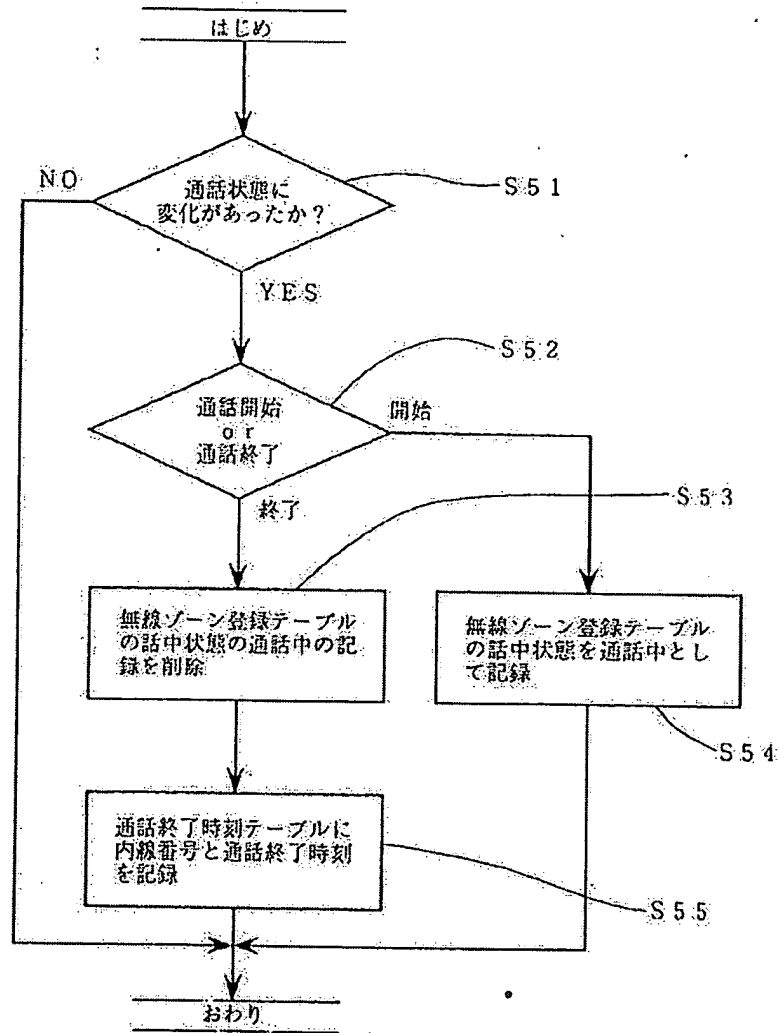 はじめ
NO
通話状態に
変化があったか？
S51
YES
S52
通話開始
or
通話終了
開始
終了
S53
無線ゾーン登録テーブル
の話中状態の通話中の記
録を削除
無線ゾーン登録テーブル
の話中状態を通話中とし
て記録
S54
通話終了時刻テーブルに
内線番号と通話終了時刻
を記録
S55
おわり